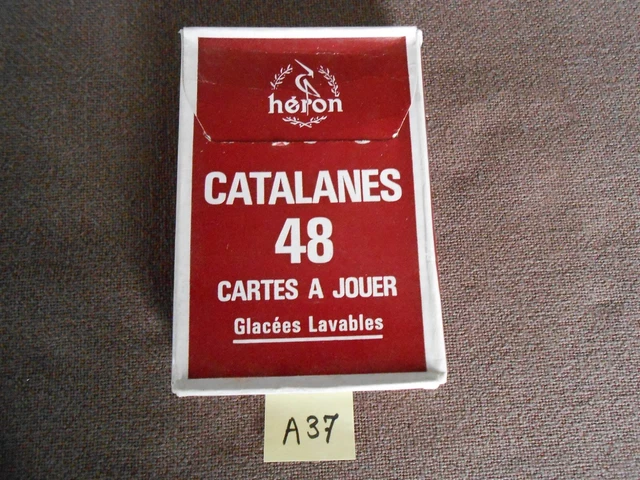 héron
CATALANES
48
CARTES A JOUER
Glacées Lavables
A37